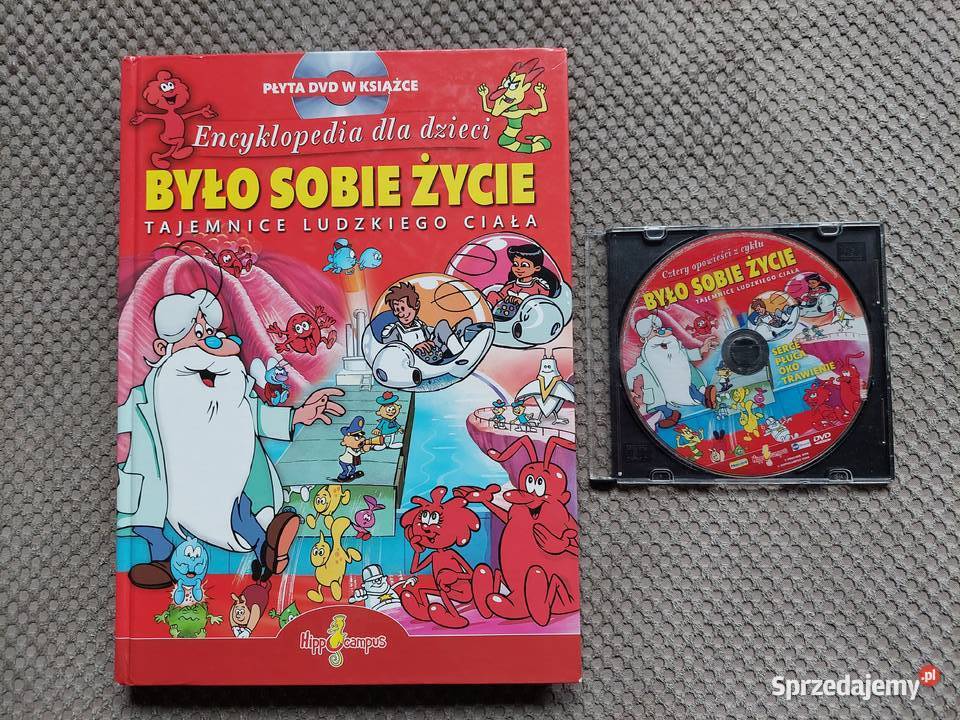 PŁYTA DVD W KSIĄŻCE
Encyklopedia dla dzieci
BYŁO SOBIE ŻYCIE
TAJEMNICE LUDZKIEGO CIAŁA
Hippocampus
Cztery opowieści z cyklu
BYŁO SOBIE ŻYCIE
TAJEMNICE LUDZKIEGO CIAŁA
SERCE
PŁUCA
OKO
TRAWIENIE
Hippocampus
DVD
Sprzedajemy.pl